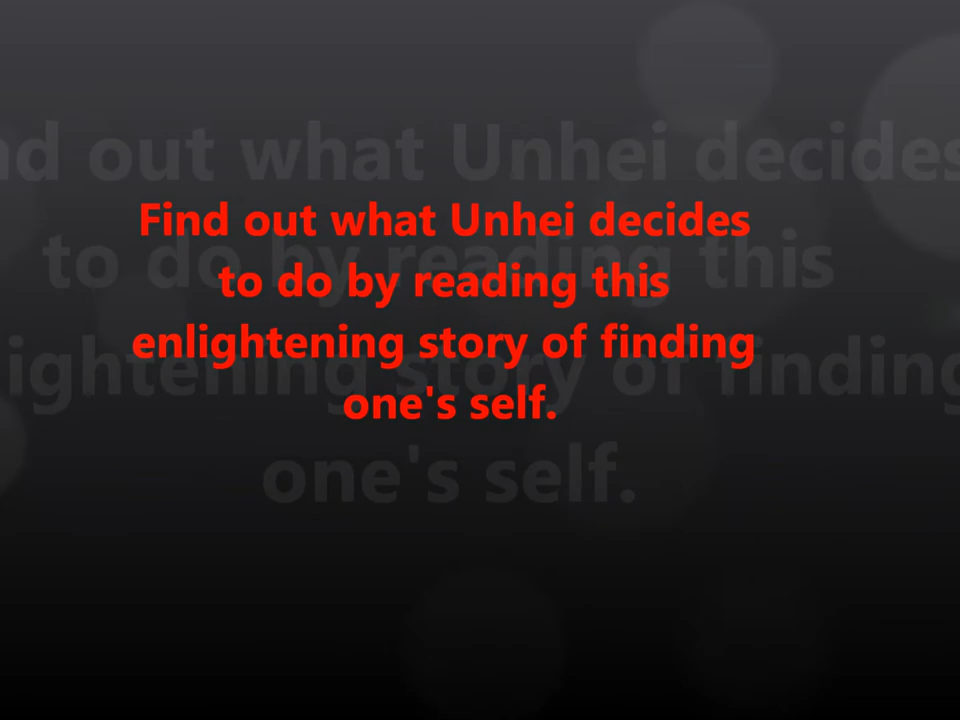 Find out what Unhei decides
to do by reading this
enlightening story of finding
one's self.